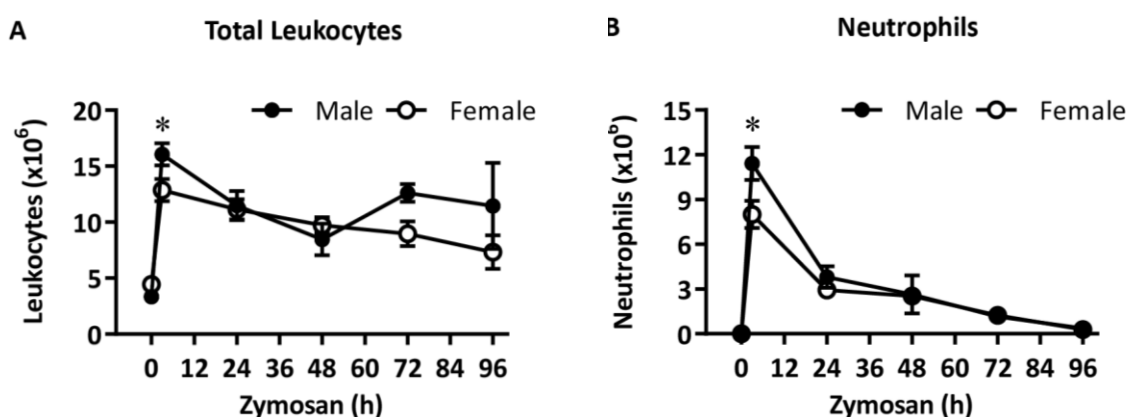 A Total Leukocytes
Male Female
*
Leukocytes (x10⁶)
20
15
10
5
0
0 12 24 36 48 60 72 84 96
Zymosan (h)
B Neutrophils
Male Female
*
Neutrophils (x10⁶)
15
12
9
6
3
0
0 12 24 36 48 60 72 84 96
Zymosan (h)